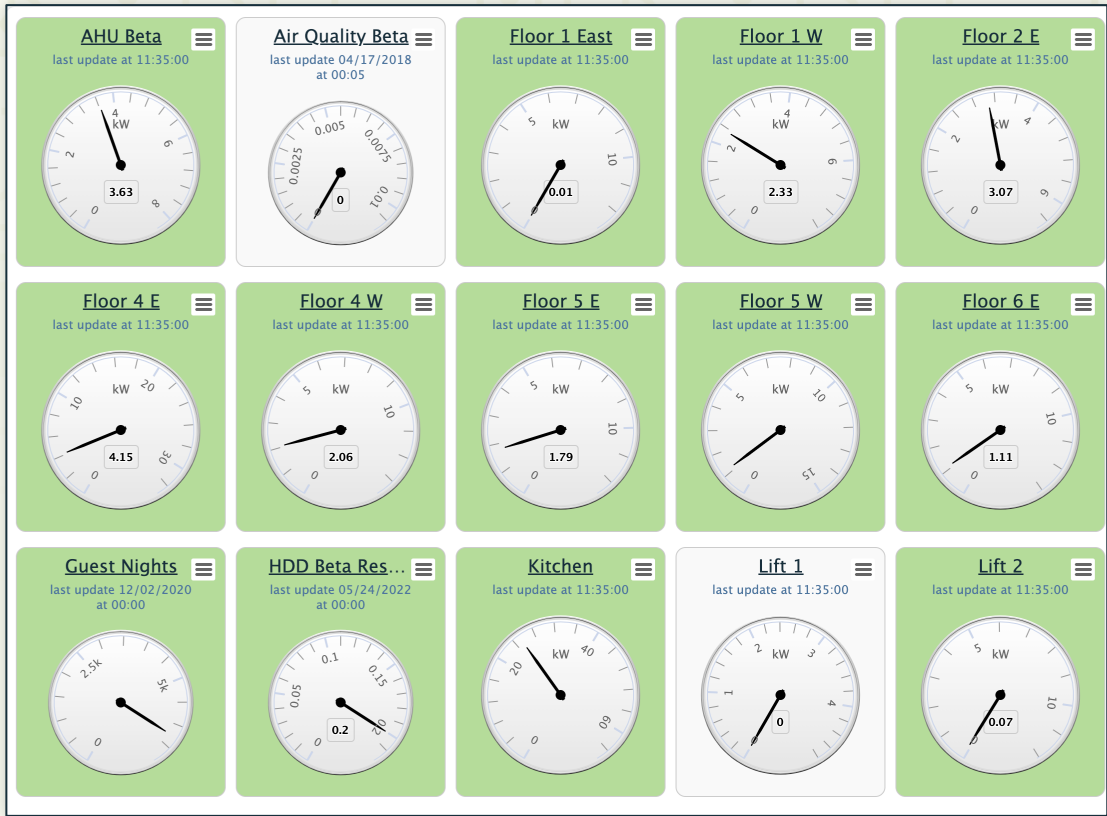 AHU Beta
last update at 11:35:00
4
kW
2
6
3.63
0
8
Air Quality Beta
last update 04/17/2018
at 00:05
0.005
0.0025
0.0075
0
0
0.01
Floor 1 East
last update at 11:35:00
5
kW
10
0.01
0
Floor 1 W
last update at 11:35:00
4
kW
2
6
2.33
0
Floor 2 E
last update at 11:35:00
kW
4
2
3.07
6
0
Floor 4 E
last update at 11:35:00
kW
20
10
4.15
30
0
Floor 4 W
last update at 11:35:00
5
kW
10
2.06
0
Floor 5 E
last update at 11:35:00
5
kW
10
1.79
0
Floor 5 W
last update at 11:35:00
5
10
0
15
Floor 6 E
last update at 11:35:00
5
kW
10
1.11
0
Guest Nights
last update 12/02/2020
at 00:00
2.5k
5k
0
HDD Beta Res...
last update 05/24/2022
at 00:00
0.1
0.05
0.15
0.2
0.2
0
Kitchen
last update at 11:35:00
kW
40
20
60
0
Lift 1
last update at 11:35:00
2
kW
3
1
4
0
0
Lift 2
last update at 11:35:00
5
kW
10
0.07
0